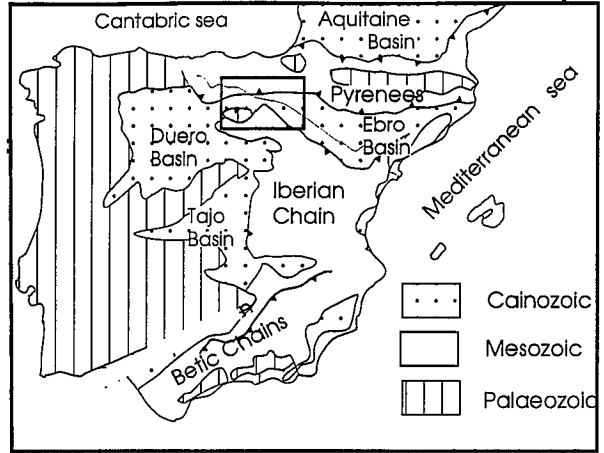 Cantabric sea
Aquitaine
Basin
Pyrenees
Ebro
Basin
Duero
Basin
Mediterranean sea
Iberian
Chain
Tajo
Basin
Betic Chains
Cainozoic
Mesozoic
Palaeozoic